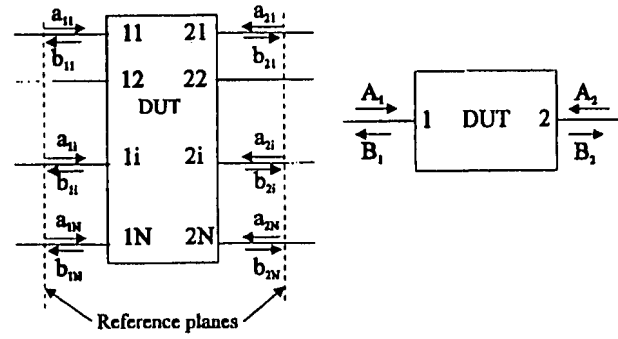 a₁₁ 11 21 a₂₁
b₁₁ b₂₁
12 22
DUT
a₁ᵢ 1i 2i a₂ᵢ
b₁ᵢ b₂ᵢ
a₁N 1N 2N a₂N
b₁N b₂N
Reference planes
A₁ 1 DUT 2 A₂
B₁ B₂